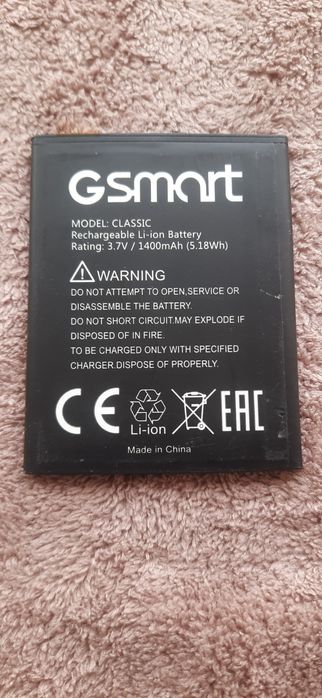 Gsmart
MODEL: CLASSIC
Rechargeable Li-ion Battery
Rating: 3.7V / 1400mAh (5.18Wh)
WARNING
DO NOT ATTEMPT TO OPEN,SERVICE OR
DISASSEMBLE THE BATTERY.
DO NOT SHORT CIRCUIT.MAY EXPLODE IF
DISPOSED OF IN FIRE.
TO BE CHARGED ONLY WITH SPECIFIED
CHARGER.DISPOSE OF PROPERLY.
CE Li-ion EAC
Made in China